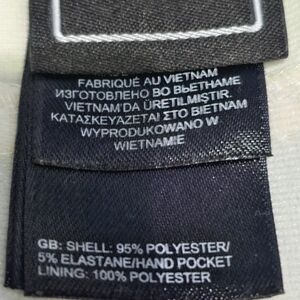 FABRIQUÉ AU VIETNAM
ИЗГОТОВЛЕНО ВО ВЬЕТНАМЕ
VIETNAM'DA ÜRETILMIŞTIR.
ΚΑΤΑΣΚΕΥΑΖΕΤΑΙ ΣΤΟ ΒΙΕΤΝΑΜ
WYPRODUKOWANO W
WIETNAMIE
GB: SHELL: 95% POLYESTER/
5% ELASTANE/HAND POCKET
LINING: 100% POLYESTER